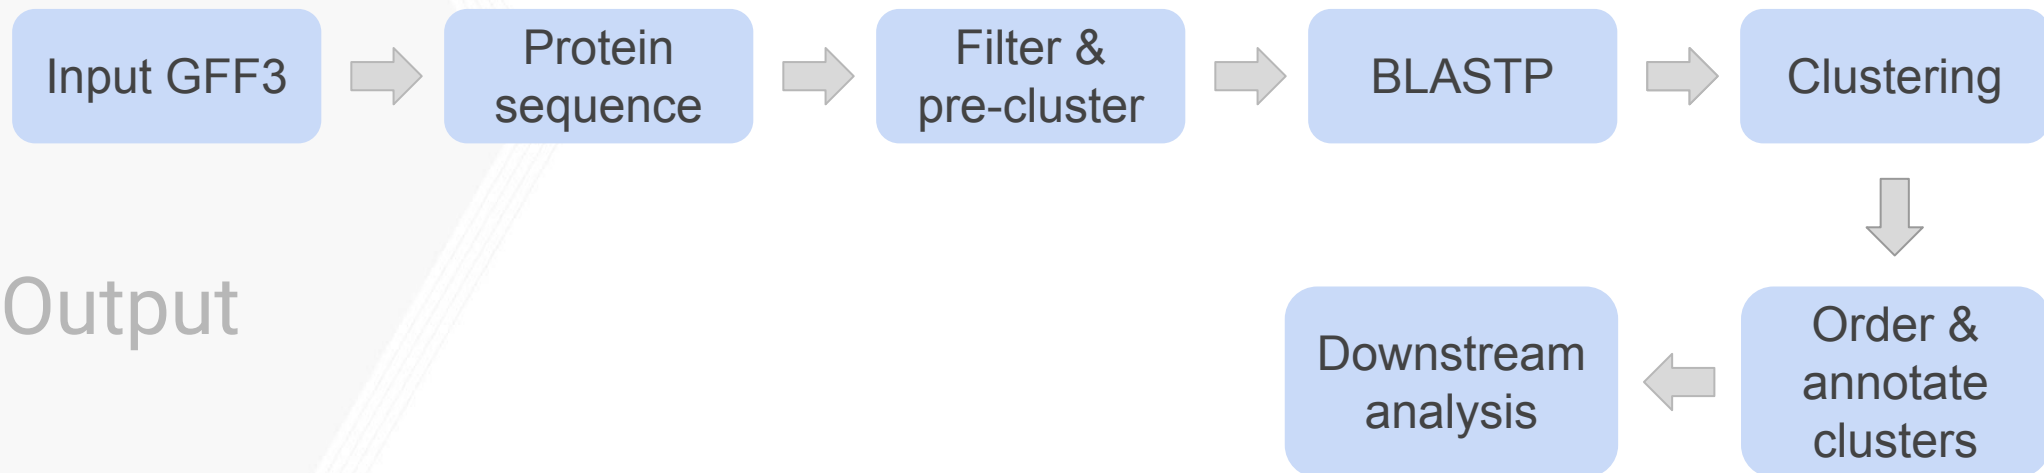 Input GFF3
Protein
sequence
Filter &
pre-cluster
BLASTP
Clustering
Output
Downstream
analysis
Order &
annotate
clusters